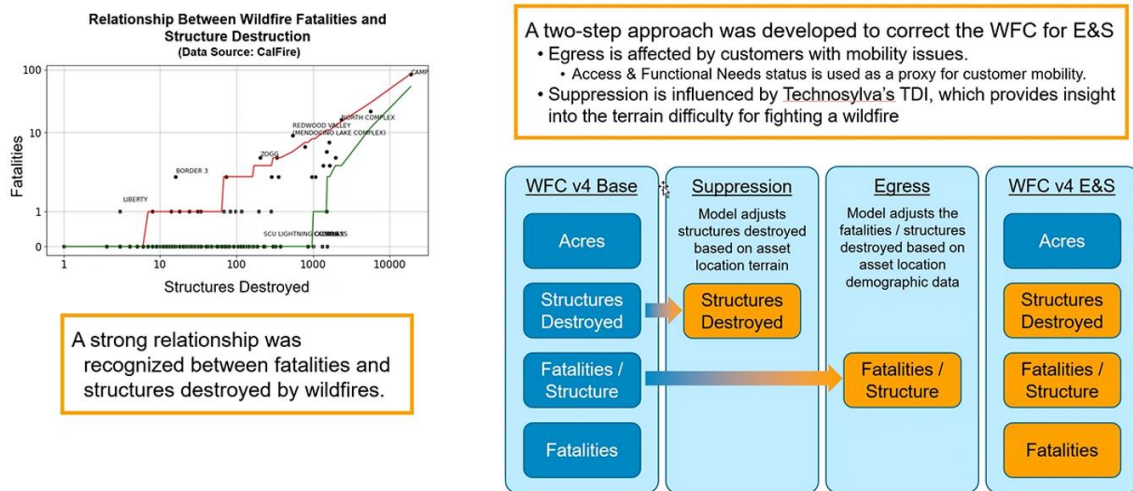 Relationship Between Wildfire Fatalities and
Structure Destruction
(Data Source: CalFire)
100
10
1
0
Fatalities
CAMP
NORTH COMPLEX
REDWOOD VALLEY
(MENDOCINO LAKE COMPLEX)
ZOGG
BORDER 3
LIBERTY
SCU LIGHTNING
1
10
100
1000
10000
Structures Destroyed
A strong relationship was
recognized between fatalities and
structures destroyed by wildfires.
A two-step approach was developed to correct the WFC for E&S
• Egress is affected by customers with mobility issues.
• Access & Functional Needs status is used as a proxy for customer mobility.
• Suppression is influenced by Technosylva's TDI, which provides insight
into the terrain difficulty for fighting a wildfire
WFC v4 Base
Acres
Structures
Destroyed
Fatalities /
Structure
Fatalities
Suppression
Model adjusts
structures destroyed
based on asset
location terrain
Structures
Destroyed
Egress
Model adjusts the
fatalities / structures
destroyed based on
asset location
demographic data
Fatalities /
Structure
WFC v4 E&S
Acres
Structures
Destroyed
Fatalities /
Structure
Fatalities